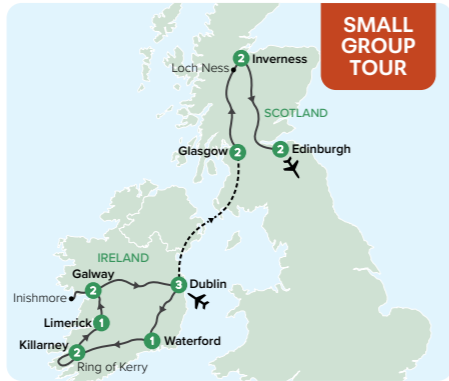 SMALL
GROUP
TOUR
2 Inverness
Loch Ness
SCOTLAND
Glasgow 2
2 Edinburgh
IRELAND
Galway
2
3 Dublin
Inishmore
Limerick 1
1 Waterford
Killarney
2
Ring of Kerry